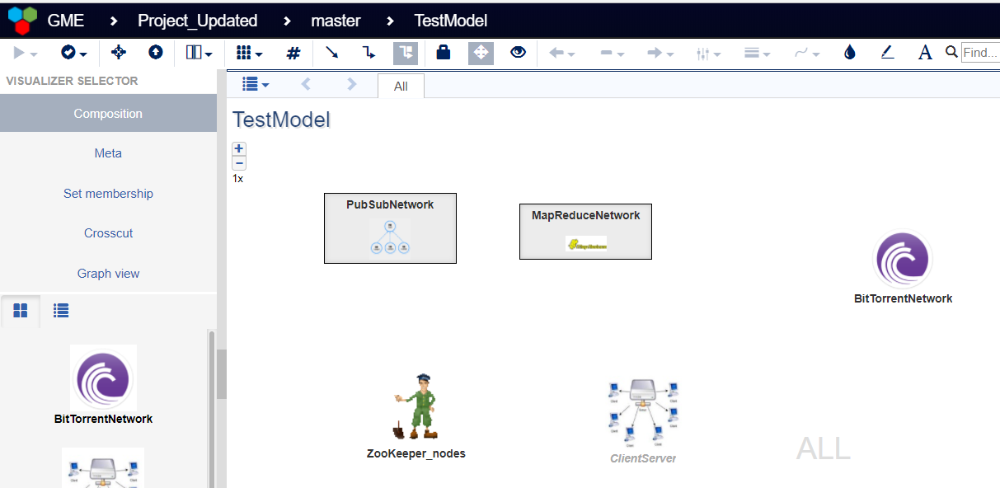 GME > Project_Updated > master > TestModel
# A Find...
VISUALIZER SELECTOR
All
Composition
TestModel
Meta
+
−
1x
Set membership
Crosscut
Graph view
PubSubNetwork
MapReduceNetwork
BitTorrentNetwork
BitTorrentNetwork
ZooKeeper_nodes
ClientServer
ALL